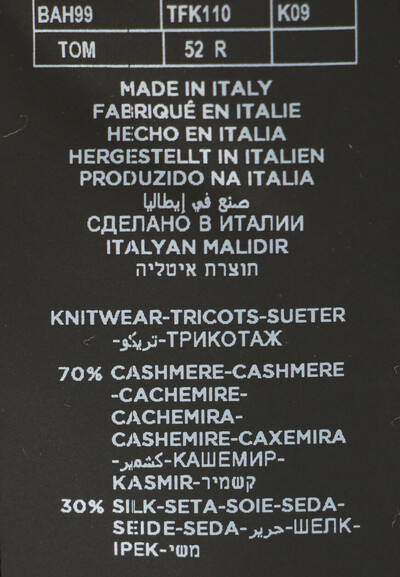 BAH99 TFK110 K09
TOM 52 R
MADE IN ITALY
FABRIQUÉ EN ITALIE
HECHO EN ITALIA
HERGESTELLT IN ITALIEN
PRODUZIDO NA ITALIA
صنع في إيطاليا
СДЕЛАНО В ИТАЛИИ
ITALYAN MALIDIR
תוצרת איטליה
KNITWEAR-TRICOTS-SUETER
-تريكو-ТРИКОТАЖ
70% CASHMERE-CASHMERE
-CACHEMIRE-
CACHEMIRA-
CASHEMIRE-CAXEMIRA
-كشمير-КАШЕМИР-
KASMIR-קשמיר
30% SILK-SETA-SOIE-SEDA-
SEIDE-SEDA-حرير-ШЕЛК-
IPEK-משי